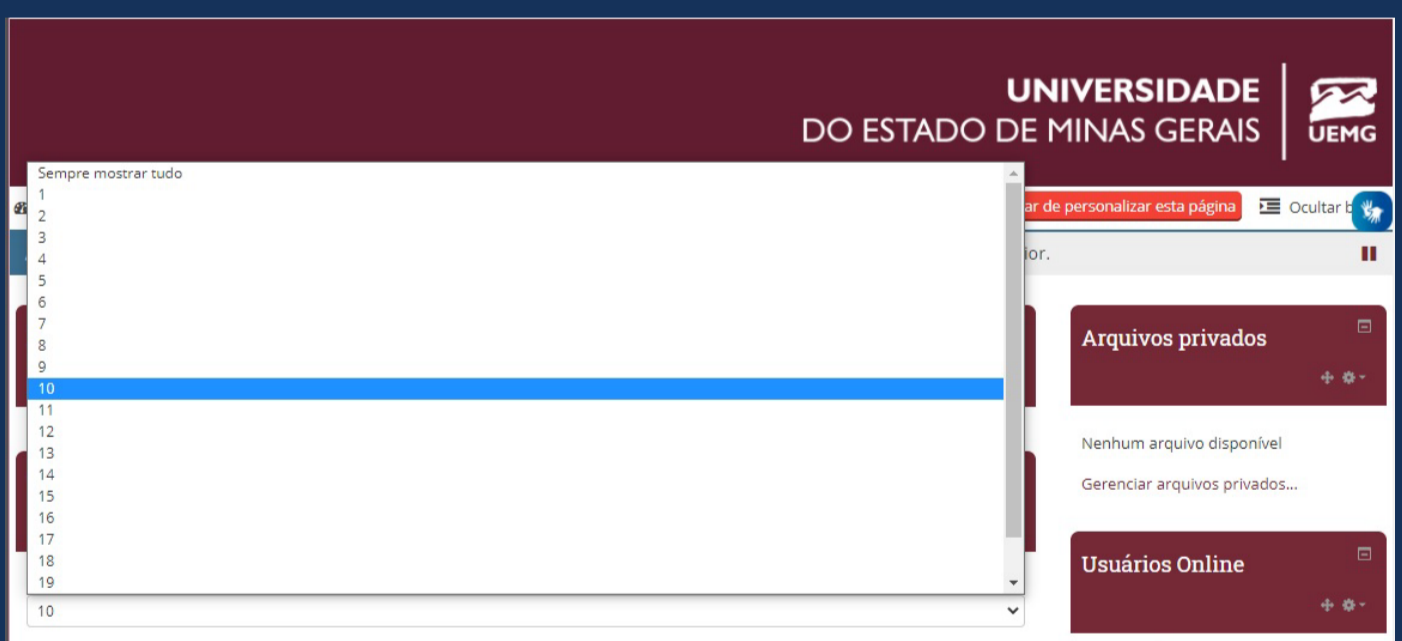 UNIVERSIDADE
DO ESTADO DE MINAS GERAIS
UEMG
Sempre mostrar tudo
1
2
3
4
5
6
7
8
9
10
11
12
13
14
15
16
17
18
19
10
ar de personalizar esta página
Ocultar b
ior.
Arquivos privados
Nenhum arquivo disponível
Gerenciar arquivos privados...
Usuários Online